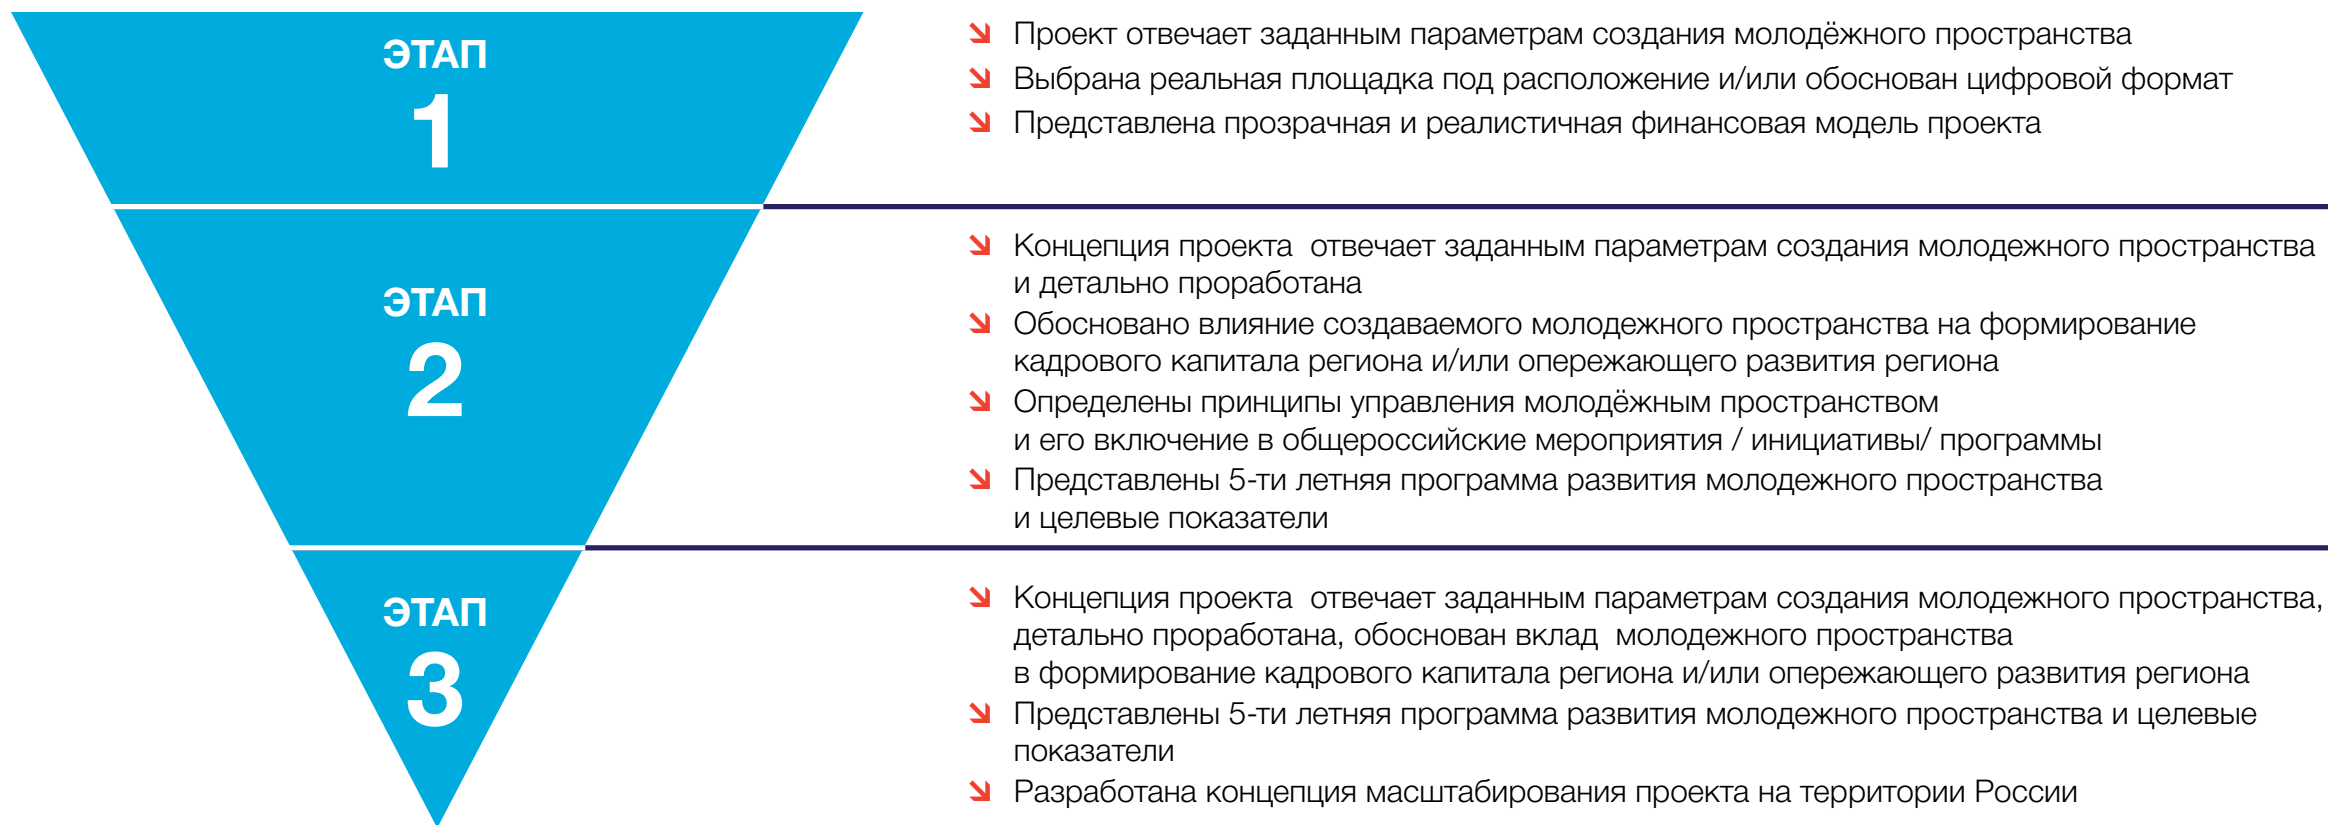 ЭТАП
1
Проект отвечает заданным параметрам создания молодёжного пространства
Выбрана реальная площадка под расположение и/или обоснован цифровой формат
Представлена прозрачная и реалистичная финансовая модель проекта
ЭТАП
2
Концепция проекта  отвечает заданным параметрам создания молодежного пространства
и детально проработана
Обосновано влияние создаваемого молодежного пространства на формирование
кадрового капитала региона и/или опережающего развития региона
Определены принципы управления молодёжным пространством
и его включение в общероссийские мероприятия / инициативы/ программы
Представлены 5-ти летняя программа развития молодежного пространства
и целевые показатели
ЭТАП
3
Концепция проекта  отвечает заданным параметрам создания молодежного пространства,
детально проработана, обоснован вклад  молодежного пространства
в формирование кадрового капитала региона и/или опережающего развития региона
Представлены 5-ти летняя программа развития молодежного пространства и целевые
показатели
Разработана концепция масштабирования проекта на территории России